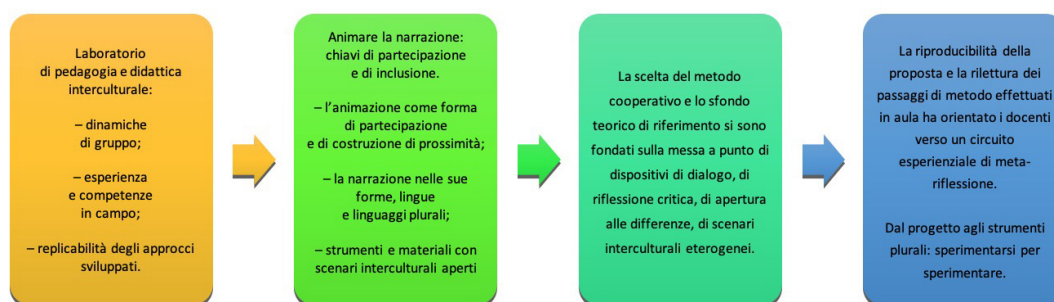 Laboratorio
di pedagogia e didattica
interculturale:
– dinamiche
di gruppo;
– esperienza
e competenze
in campo;
– replicabilità degli approcci
sviluppati.
Animare la narrazione:
chiavi di partecipazione
e di inclusione.
– l’animazione come forma
di partecipazione
e di costruzione di prossimità;
– la narrazione nelle sue
forme, lingue
e linguaggi plurali;
– strumenti e materiali con
scenari interculturali aperti
La scelta del metodo
cooperativo e lo sfondo
teorico di riferimento si sono
fondati sulla messa a punto di
dispositivi di dialogo, di
riflessione critica, di apertura
alle differenze, di scenari
interculturali eterogenei.
La riproducibilità della
proposta e la rilettura dei
passaggi di metodo effettuati
in aula ha orientato i docenti
verso un circuito
esperienziale di meta-
riflessione.
Dal progetto agli strumenti
plurali: sperimentarsi per
sperimentare.